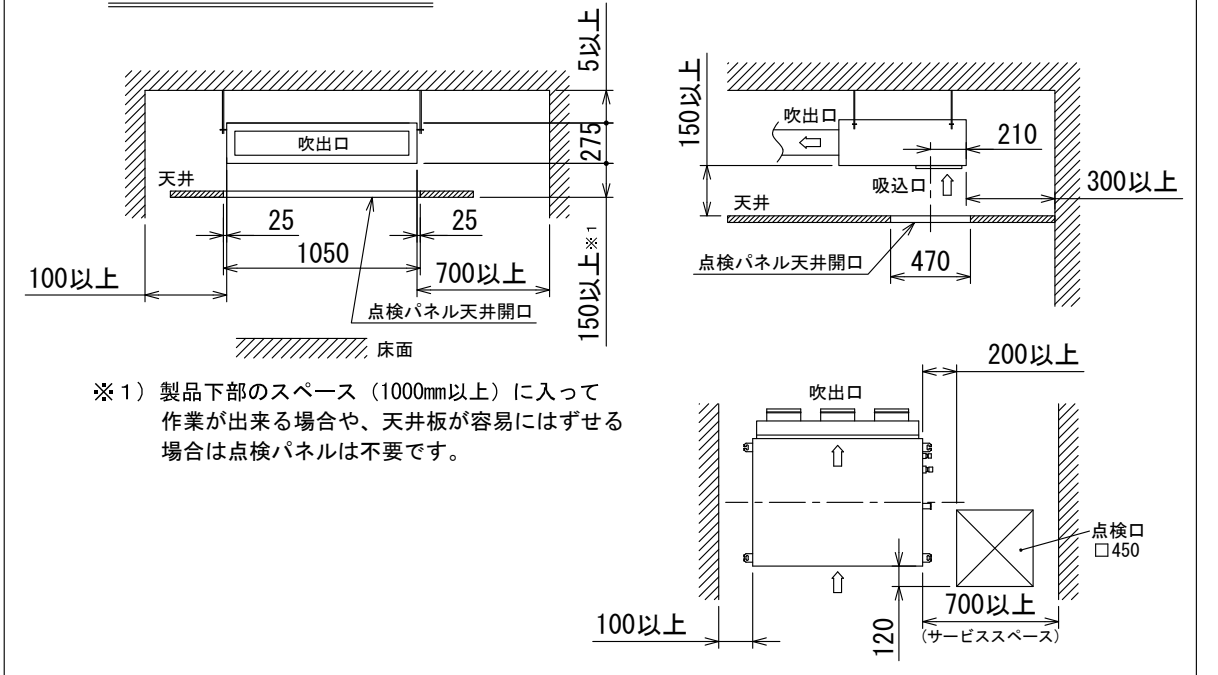 5以上
275
150以上※1
吹出口
天井
25
25
1050
100以上
700以上
点検パネル天井開口
床面
※1）製品下部のスペース（1000mm以上）に入って
作業が出来る場合や、天井板が容易にはずせる
場合は点検パネルは不要です。
150以上
吹出口
210
吸込口
300以上
天井
点検パネル天井開口
470
200以上
吹出口
点検口
□450
700以上
(サービススペース)
100以上
120